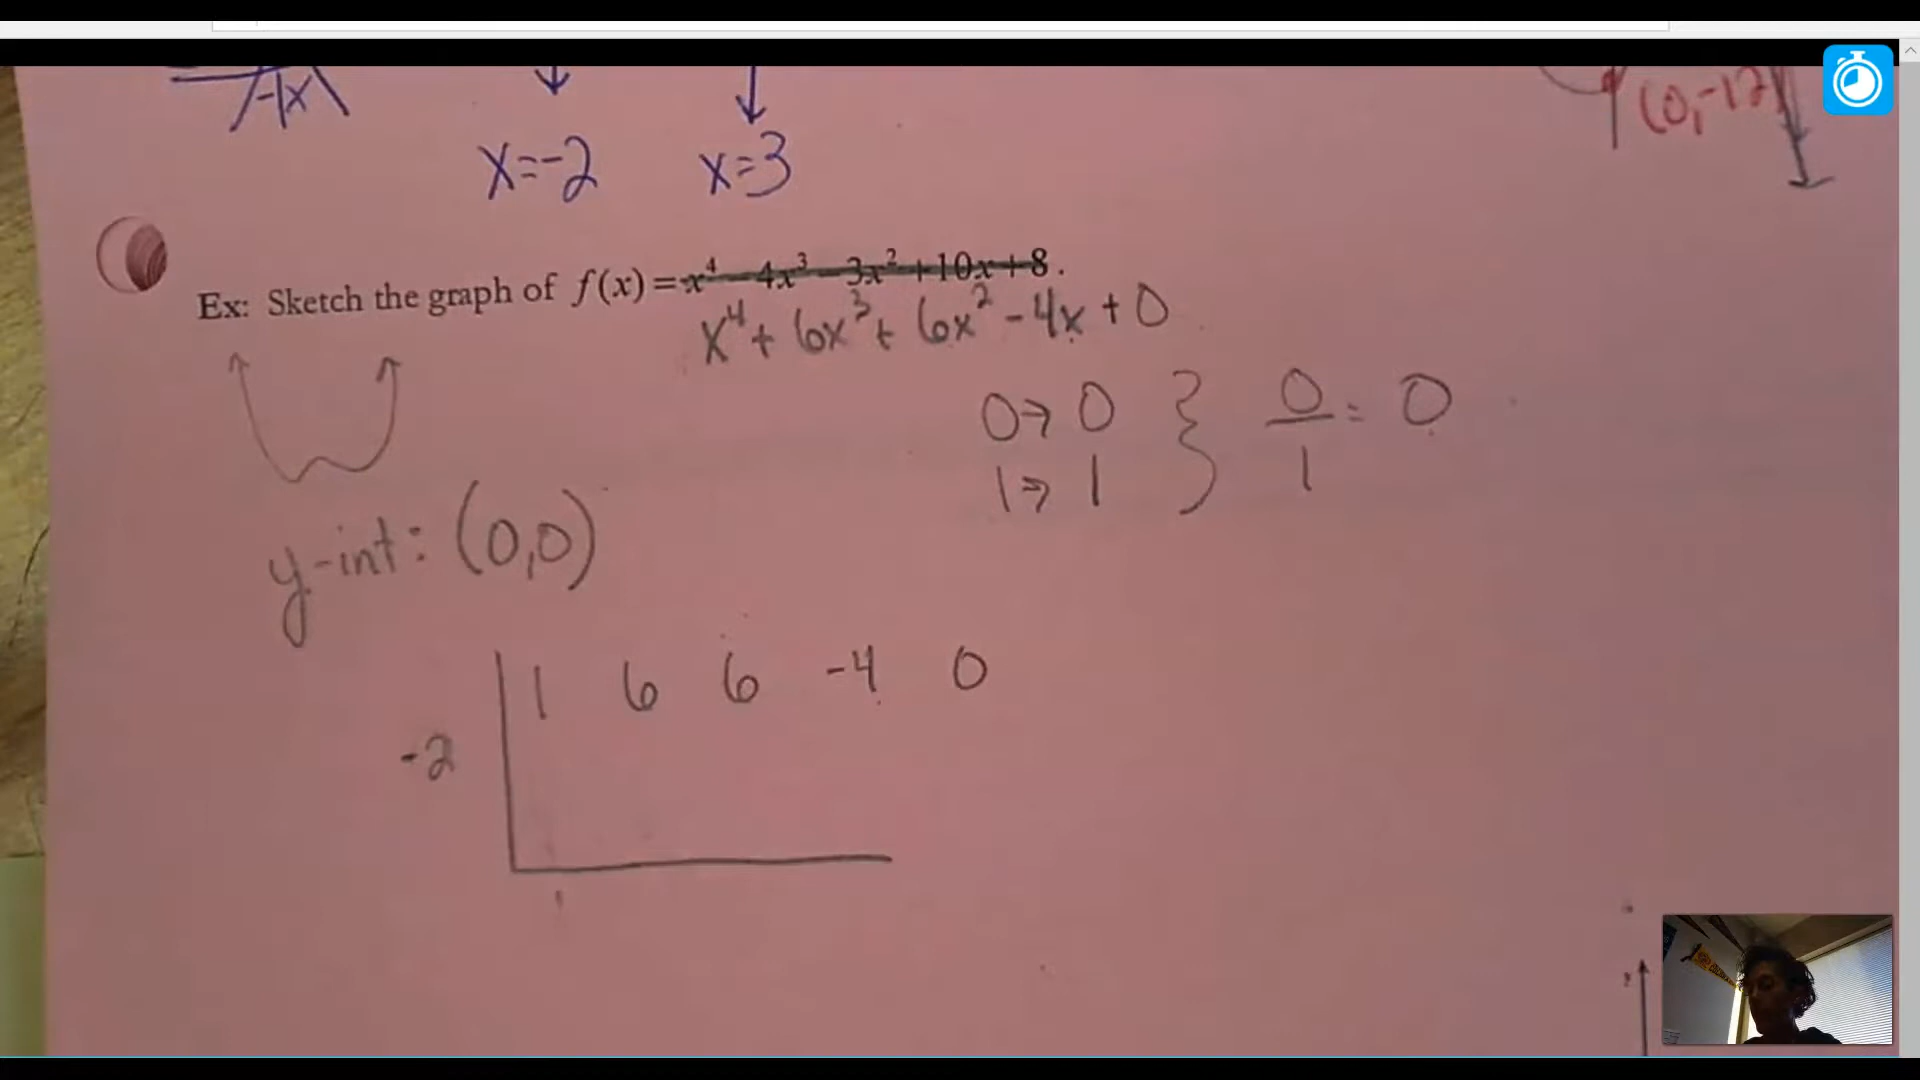 x=-2 x=3
(0,-12)
Ex: Sketch the graph of f(x)=x⁴-4x³-3x²+10x+8.
x⁴+6x³+6x²-4x+0
0→0 } 0/1 = 0
1→1
y-int: (0,0)
1 6 6 -4 0
-2